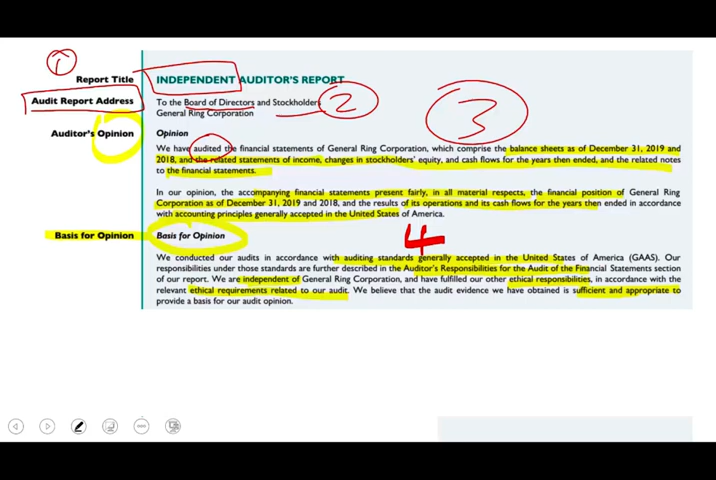 1
Report Title
INDEPENDENT AUDITOR'S REPORT
Audit Report Address
To the Board of Directors and Stockholders
General Ring Corporation
2
3
Auditor's Opinion
Opinion
We have audited the financial statements of General Ring Corporation, which comprise the balance sheets as of December 31, 2019 and
2018, and the related statements of income, changes in stockholders' equity, and cash flows for the years then ended, and the related notes
to the financial statements.
In our opinion, the accompanying financial statements present fairly, in all material respects, the financial position of General Ring
Corporation as of December 31, 2019 and 2018, and the results of its operations and its cash flows for the years then ended in accordance
with accounting principles generally accepted in the United States of America.
Basis for Opinion
Basis for Opinion
4
We conducted our audits in accordance with auditing standards generally accepted in the United States of America (GAAS). Our
responsibilities under those standards are further described in the Auditor's Responsibilities for the Audit of the Financial Statements section
of our report. We are independent of General Ring Corporation, and have fulfilled our other ethical responsibilities, in accordance with the
relevant ethical requirements related to our audit. We believe that the audit evidence we have obtained is sufficient and appropriate to
provide a basis for our audit opinion.